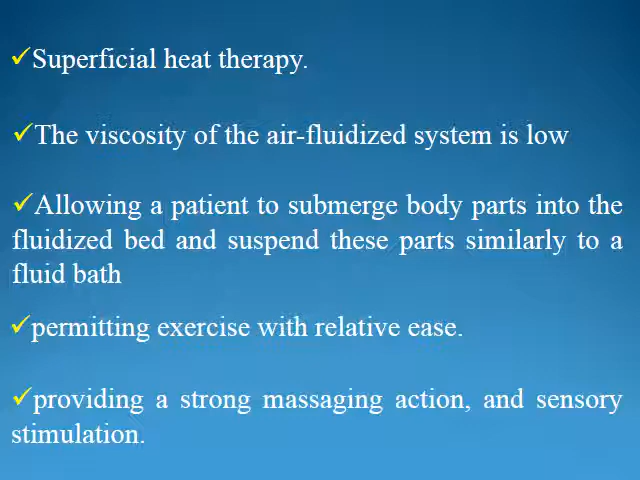 ✓Superficial heat therapy.
✓The viscosity of the air-fluidized system is low
✓Allowing a patient to submerge body parts into the
fluidized bed and suspend these parts similarly to a
fluid bath
✓permitting exercise with relative ease.
✓providing a strong massaging action, and sensory
stimulation.